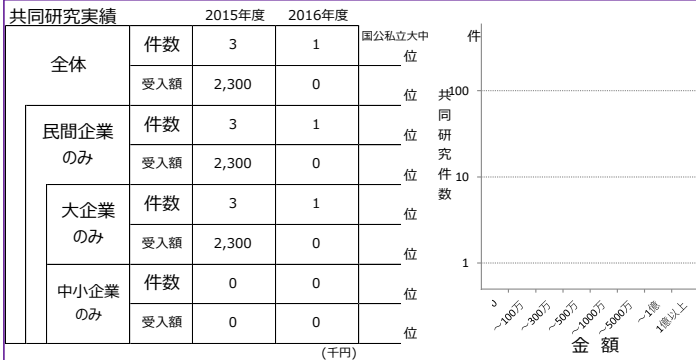 共同研究実績 2015年度 2016年度
国公私立大中
全体 件数 3 1 位
受入額 2,300 0 位
民間企業のみ 件数 3 1 位
受入額 2,300 0 位
大企業のみ 件数 3 1 位
受入額 2,300 0 位
中小企業のみ 件数 0 0 位
受入額 0 0 位
(千円)
件
共同研究件数
100
10
1
0 ～100万 ～300万 ～500万 ～1000万 ～5000万 ～1億 1億以上
金 額